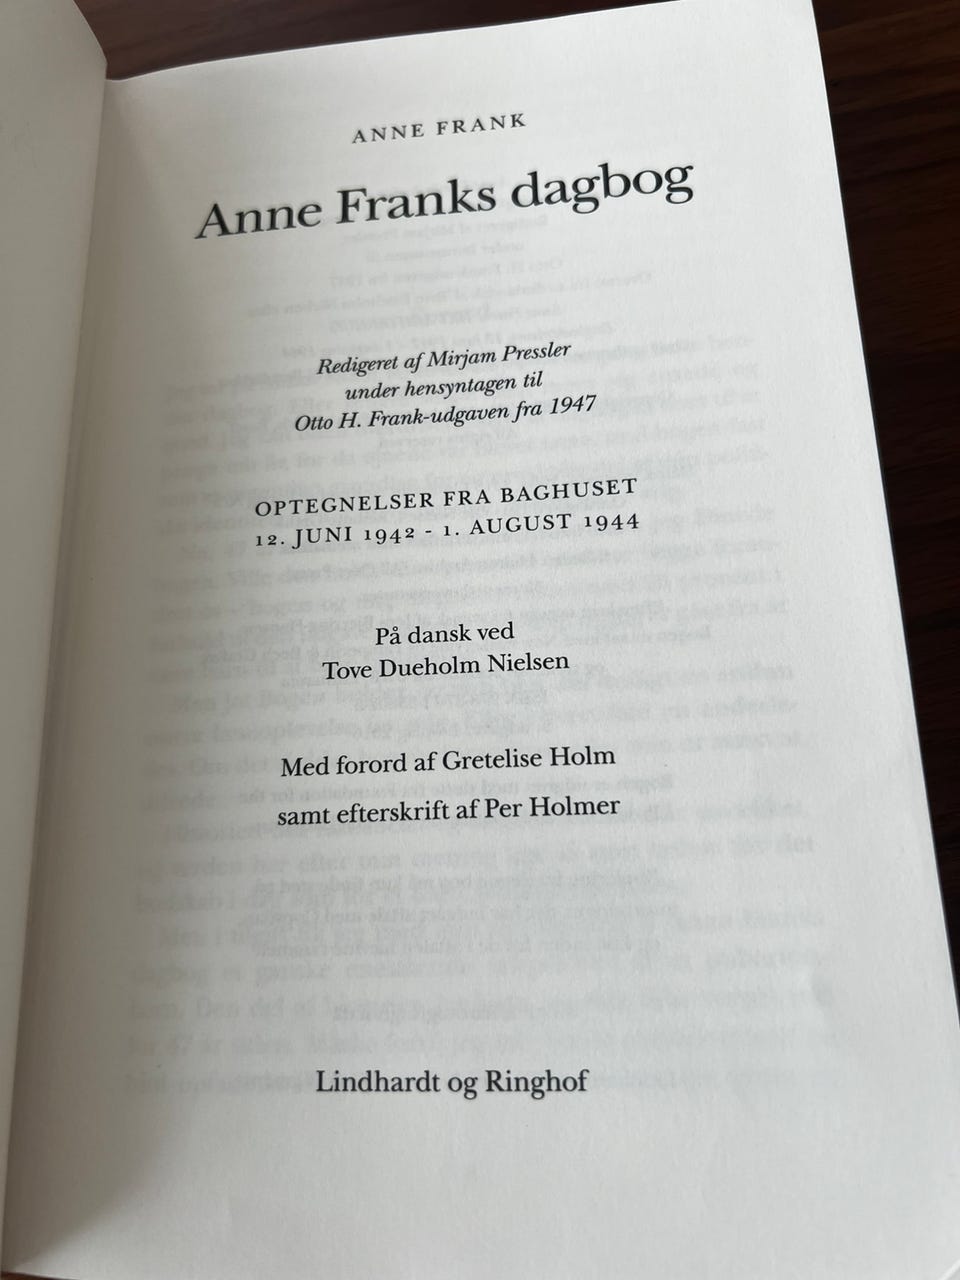 ANNE FRANK
Anne Franks dagbog
Redigeret af Mirjam Pressler
under hensyntagen til
Otto H. Frank-udgaven fra 1947
OPTEGNELSER FRA BAGHUSET
12. JUNI 1942 - 1. AUGUST 1944
På dansk ved
Tove Dueholm Nielsen
Med forord af Gretelise Holm
samt efterskrift af Per Holmer
Lindhardt og Ringhof